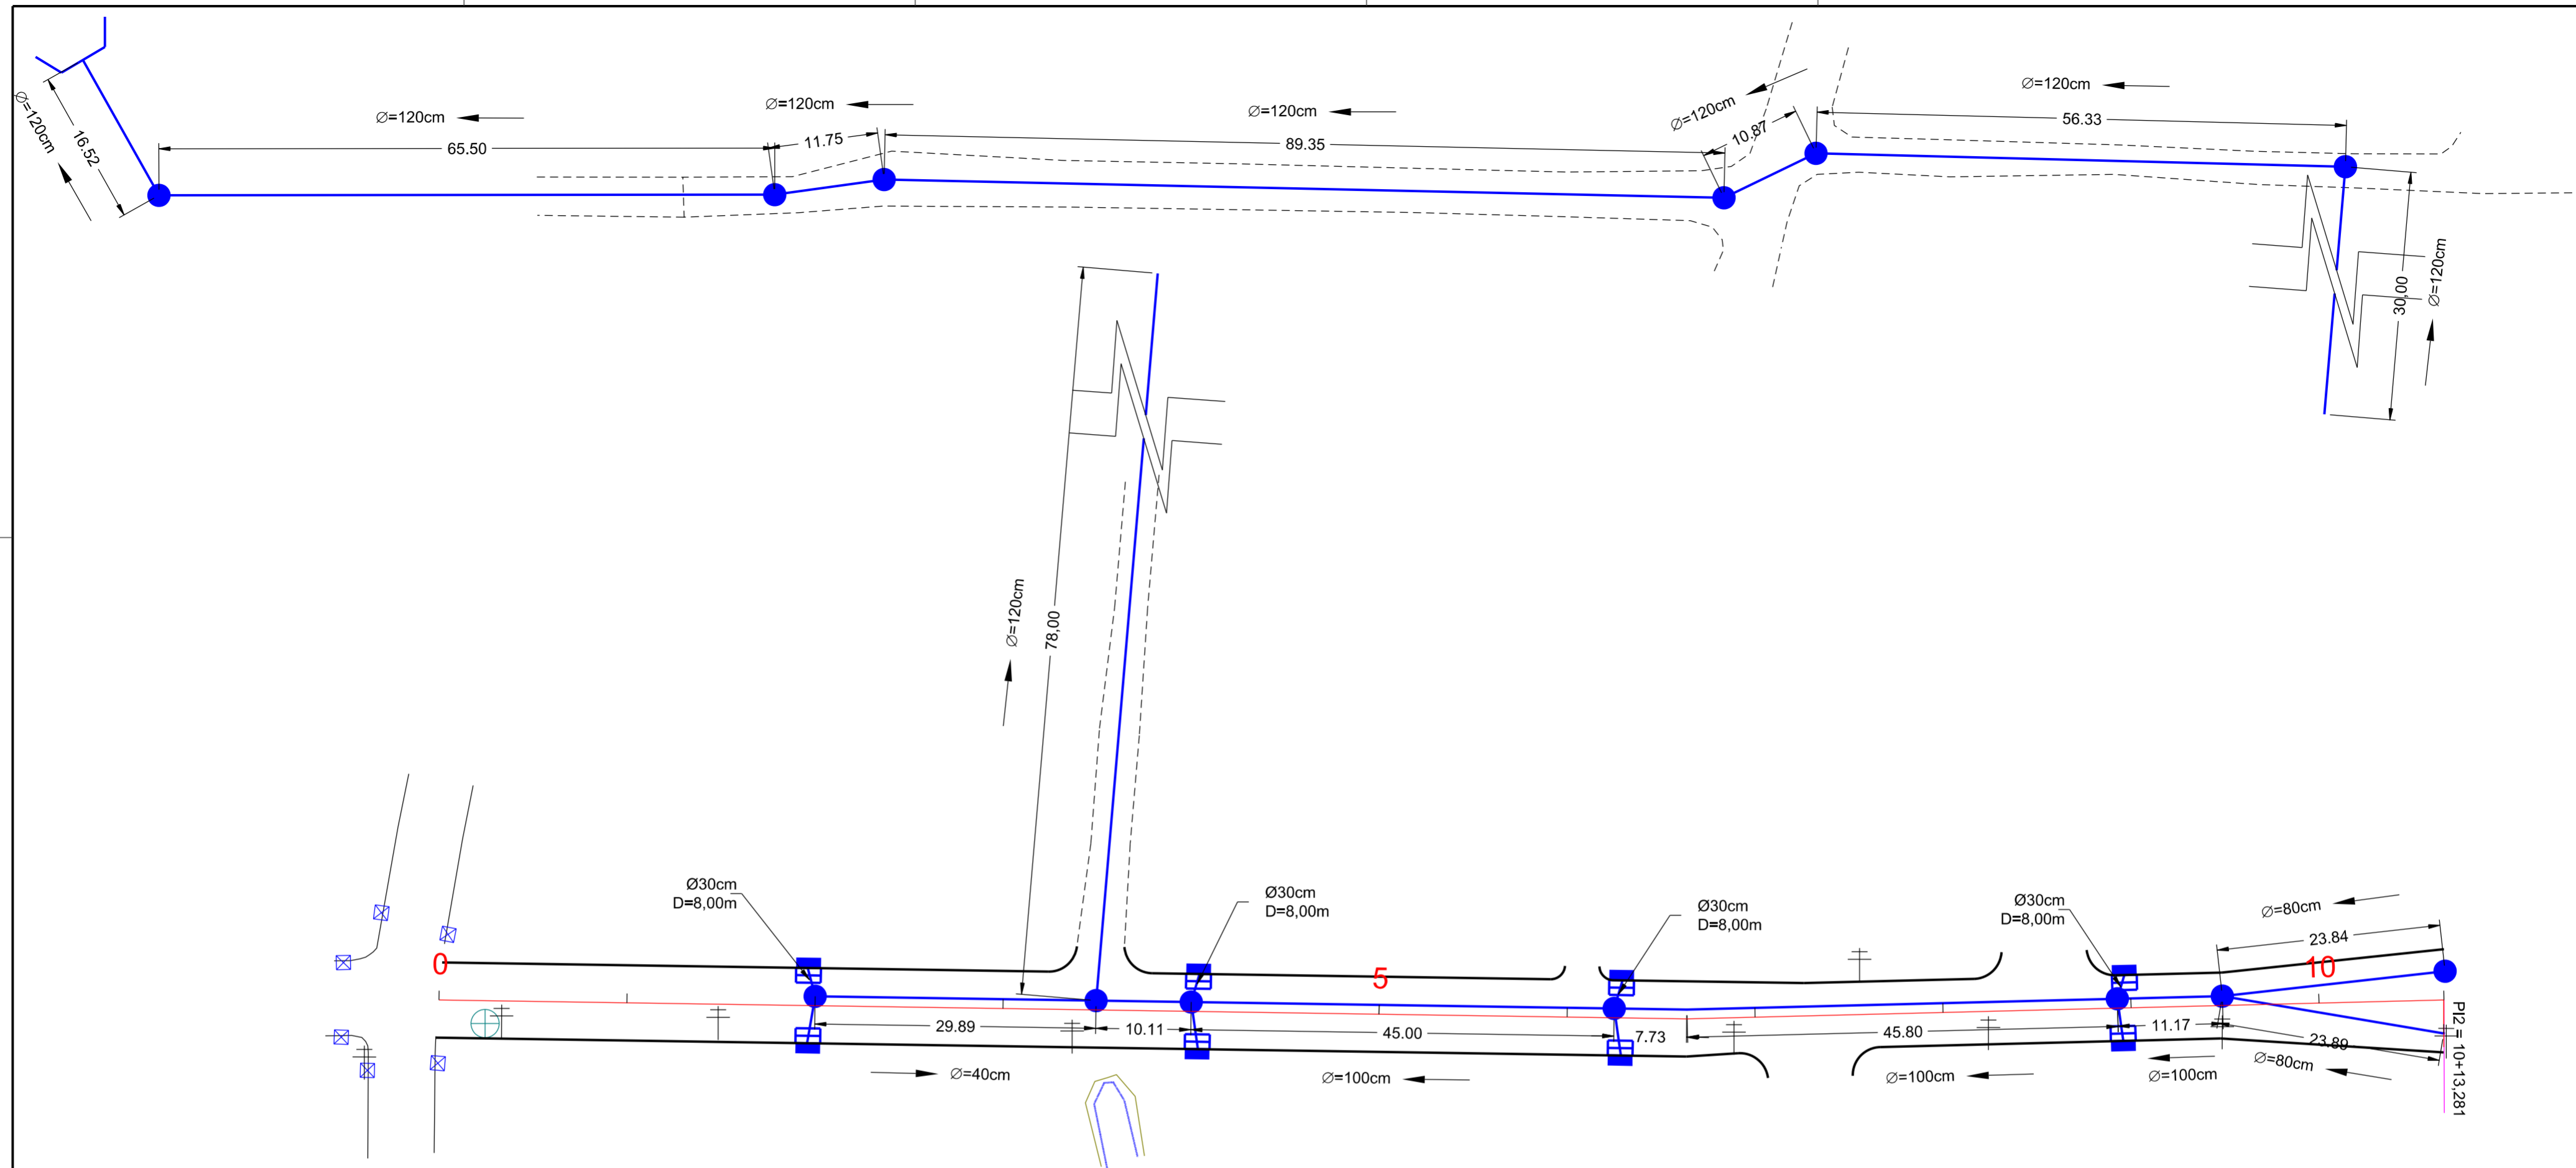 ∅=120cm
16.52
∅=120cm
65.50
∅=120cm
11.75
∅=120cm
89.35
∅=120cm
10.87
∅=120cm
56.33
30,00
∅=120cm
78,00
∅=120cm
Ø30cm
D=8,00m
Ø30cm
D=8,00m
Ø30cm
D=8,00m
Ø30cm
D=8,00m
∅=80cm
23.84
0
5
10
29.89
10.11
45.00
7.73
45.80
11.17
23.89
∅=40cm
∅=100cm
∅=100cm
∅=100cm
∅=80cm
PI2 = 10+13,281